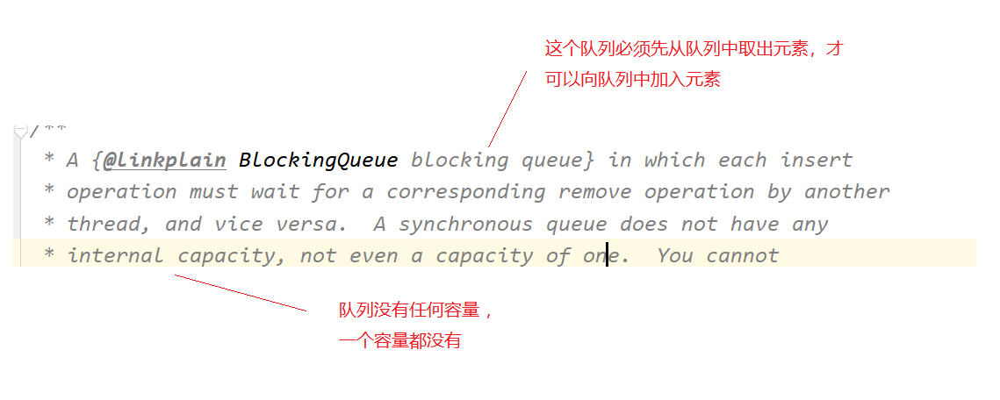 这个队列必须先从队列中取出元素，才
可以向队列中加入元素
/**
* A {@linkplain BlockingQueue blocking queue} in which each insert
* operation must wait for a corresponding remove operation by another
* thread, and vice versa.  A synchronous queue does not have any
* internal capacity, not even a capacity of one.  You cannot
队列没有任何容量，
一个容量都没有